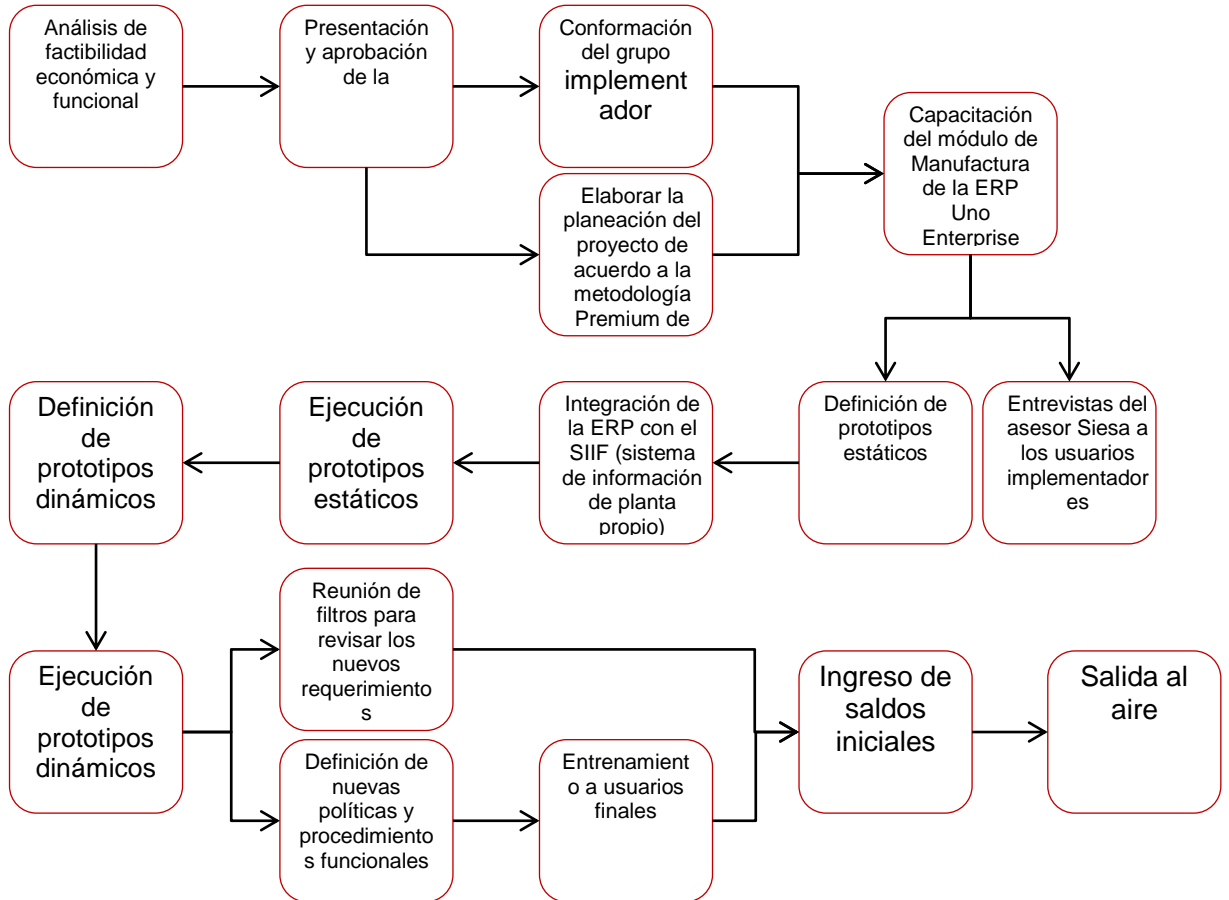 Análisis de
factibilidad
económica y
funcional
Presentación
y aprobación
de la
Conformación
del grupo
implement
ador
Elaborar la
planeación del
proyecto de
acuerdo a la
metodología
Premium de
Capacitación
del módulo de
Manufactura
de la ERP
Uno
Enterprise
Definición
de
prototipos
dinámicos
Ejecución
de
prototipos
estáticos
Integración de
la ERP con el
SIIF (sistema
de información
de planta
propio)
Definición de
prototipos
estáticos
Entrevistas del
asesor Siesa a
los usuarios
implementador
es
Ejecución
de
prototipos
dinámicos
Reunión de
filtros para
revisar los
nuevos
requerimiento
s
Definición de
nuevas
políticas y
procedimiento
s funcionales
Entrenamient
o a usuarios
finales
Ingreso de
saldos
iniciales
Salida al
aire